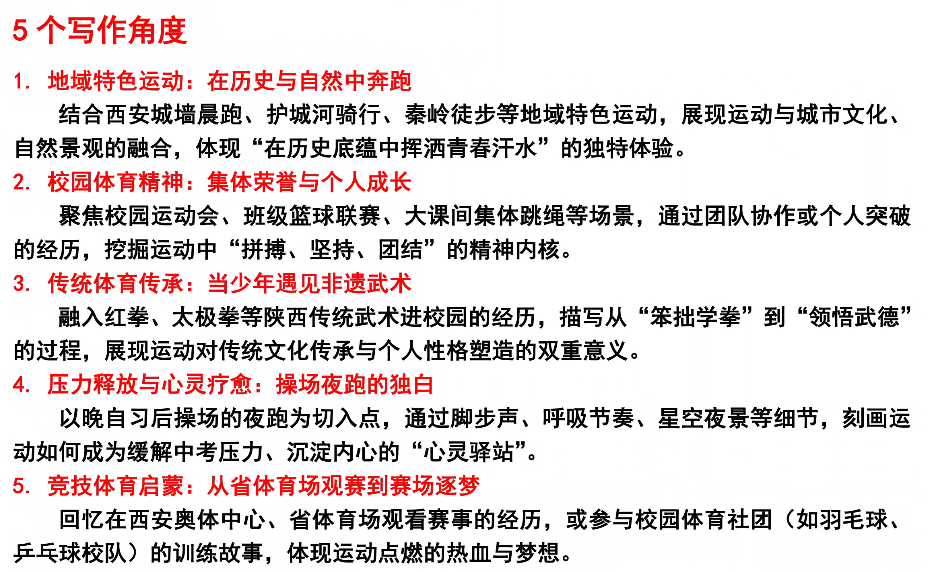 5 个写作角度
1. 地域特色运动：在历史与自然中奔跑
结合西安城墙晨跑、护城河骑行、秦岭徒步等地域特色运动，展现运动与城市文化、
自然景观的融合，体现“在历史底蕴中挥洒青春汗水”的独特体验。
2. 校园体育精神：集体荣誉与个人成长
聚焦校园运动会、班级篮球联赛、大课间集体跳绳等场景，通过团队协作或个人突破
的经历，挖掘运动中“拼搏、坚持、团结”的精神内核。
3. 传统体育传承：当少年遇见非遗武术
融入红拳、太极拳等陕西传统武术进校园的经历，描写从“笨拙学拳”到“领悟武德”
的过程，展现运动对传统文化传承与个人性格塑造的双重意义。
4. 压力释放与心灵疗愈：操场夜跑的独白
以晚自习后操场的夜跑为切入点，通过脚步声、呼吸节奏、星空夜景等细节，刻画运
动如何成为缓解中考压力、沉淀内心的“心灵驿站”。
5. 竞技体育启蒙：从省体育场观赛到赛场逐梦
回忆在西安奥体中心、省体育场观看赛事的经历，或参与校园体育社团（如羽毛球、
乒乓球校队）的训练故事，体现运动点燃的热血与梦想。